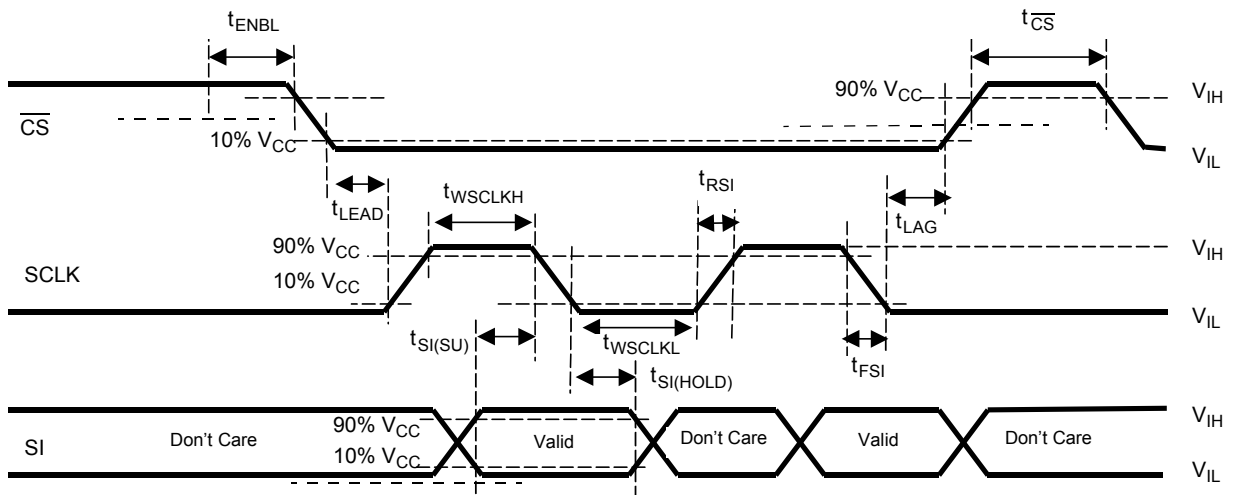 tENBL
tCS
90% VCC
VIH
CS
10% VCC
VIL
tLEAD
tWSCLKH
tRSI
tLAG
90% VCC
VIH
SCLK
10% VCC
VIL
tSI(SU)
tWSCLKL
tFSI
tSI(HOLD)
90% VCC
VIH
SI
Don't Care
Valid
Don't Care
Valid
Don't Care
10% VCC
VIL